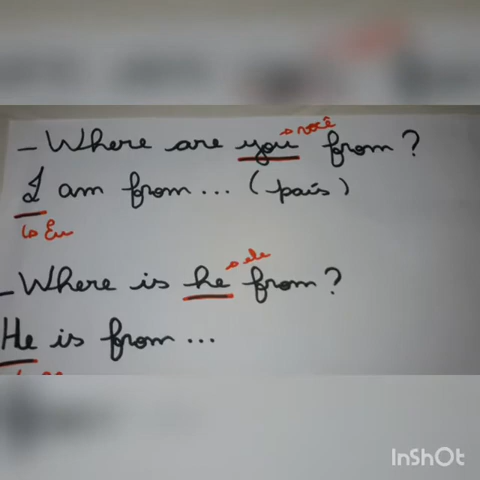 → você
- Where are you from?
I am from... (país)
↳ Eu
→ ele
- Where is he from?
He is from...
InShOt